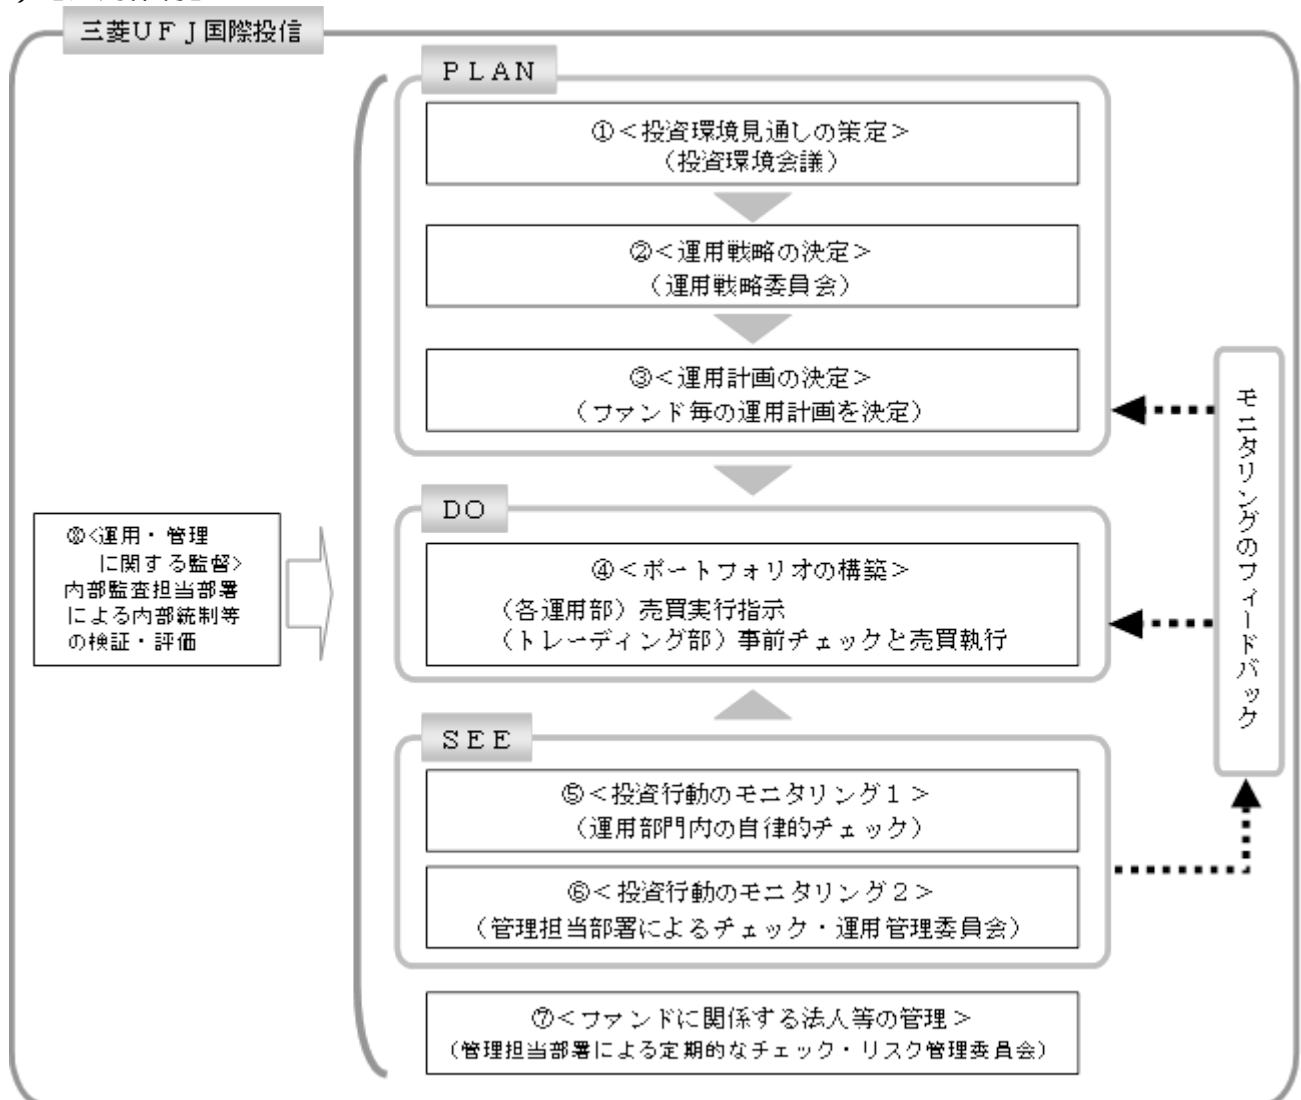 三菱ＵＦＪ国際投信
ＰＬＡＮ
①＜投資環境見通しの策定＞
（投資環境会議）
②＜運用戦略の決定＞
（運用戦略委員会）
③＜運用計画の決定＞
（ファンド毎の運用計画を決定）
ＤＯ
④＜ポートフォリオの構築＞
（各運用部）売買実行指示
（トレーディング部）事前チェックと売買執行
ＳＥＥ
⑤＜投資行動のモニタリング１＞
（運用部門内の自律的チェック）
⑥＜投資行動のモニタリング２＞
（管理担当部署によるチェック・運用管理委員会）
⑦＜ファンドに関係する法人等の管理＞
（管理担当部署による定期的なチェック・リスク管理委員会）
⑧<運用・管理
に関する監督>
内部監査担当部署
による内部統制等
の検証・評価
モニタリングのフィードバック